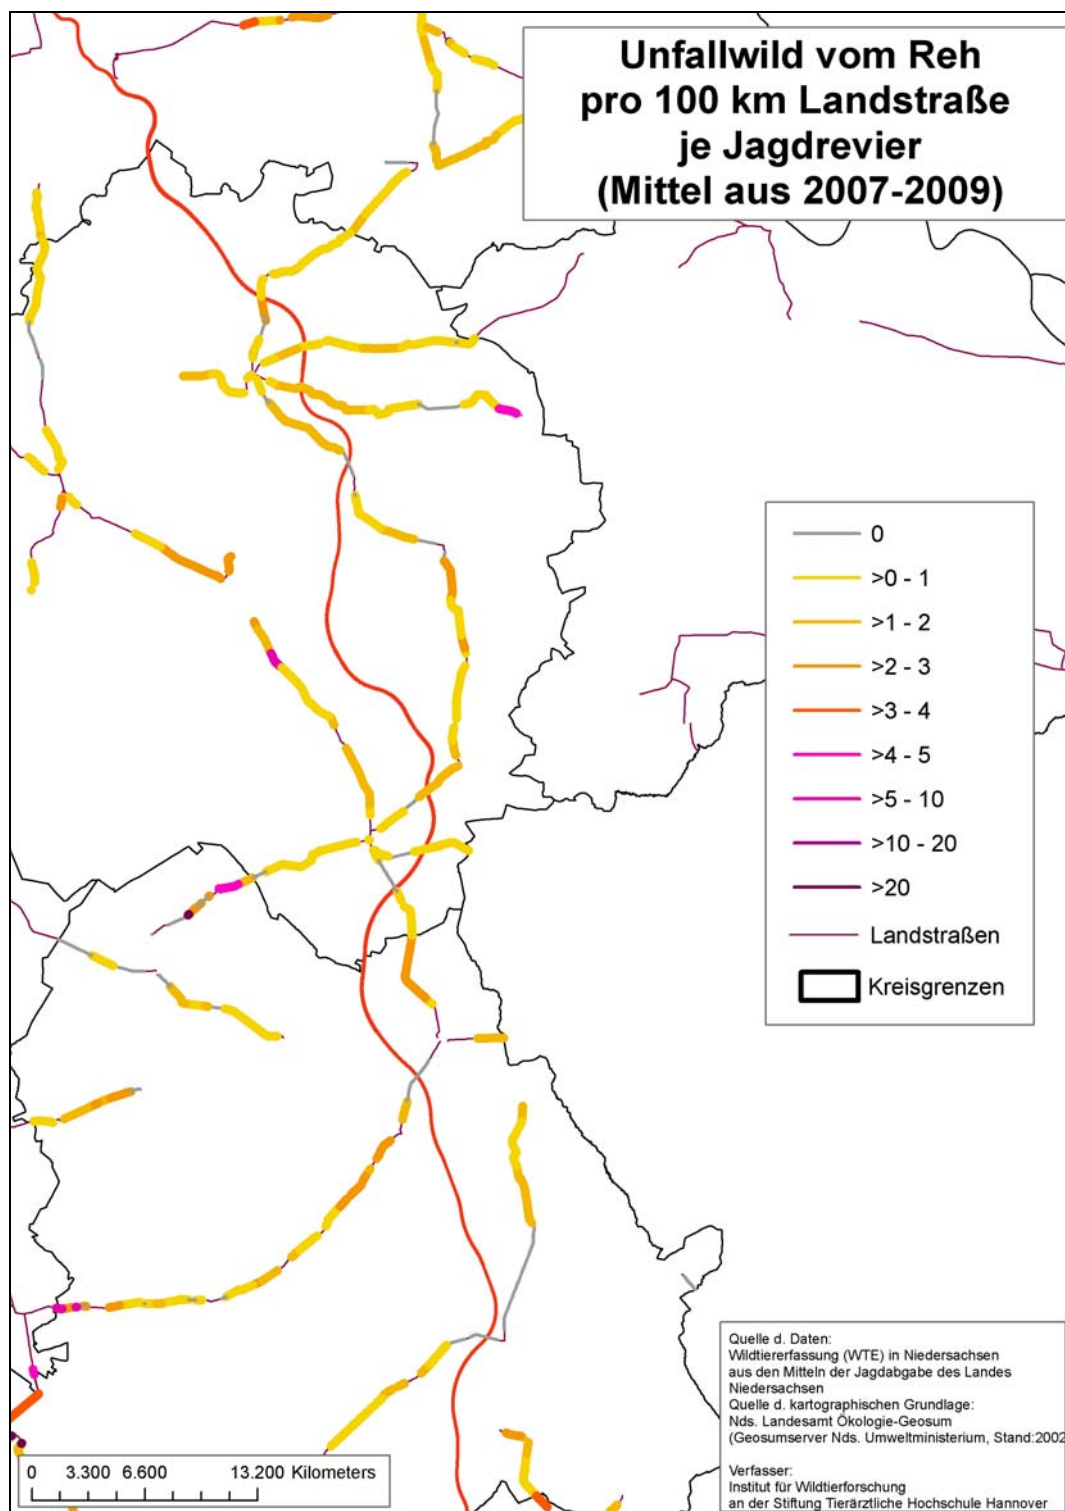 Unfallwild vom Reh
pro 100 km Landstraße
je Jagdrevier
(Mittel aus 2007-2009)
0
>0 - 1
>1 - 2
>2 - 3
>3 - 4
>4 - 5
>5 - 10
>10 - 20
>20
Landstraßen
Kreisgrenzen
Quelle d. Daten:
Wildtiererfassung (WTE) in Niedersachsen
aus den Mitteln der Jagdabgabe des Landes
Niedersachsen
Quelle d. kartographischen Grundlage:
Nds. Landesamt Ökologie-Geosum
(Geosumserver Nds. Umweltministerium, Stand:2002
Verfasser:
Institut für Wildtierforschung
an der Stiftung Tierärztliche Hochschule Hannover
0 3.300 6.600 13.200 Kilometers